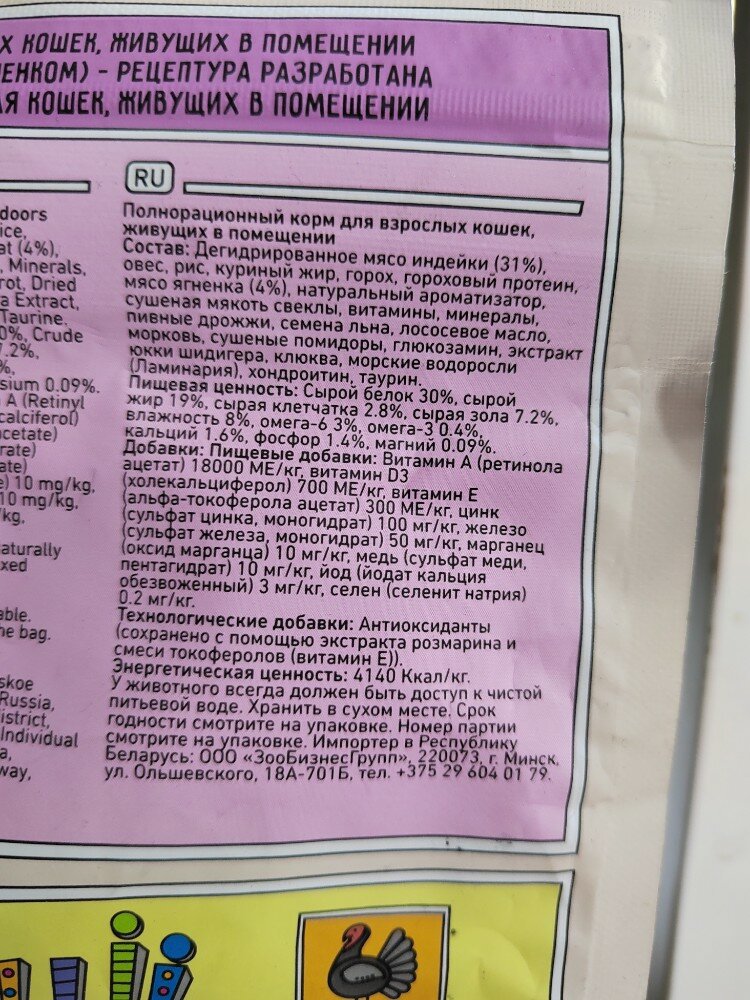 Х КОШЕК, ЖИВУЩИХ В ПОМЕЩЕНИИ
ЕНКОМ) - РЕЦЕПТУРА РАЗРАБОТАНА
Я КОШЕК, ЖИВУЩИХ В ПОМЕЩЕНИИ
doors
ice,
at (4%),
, Minerals,
rot, Dried
a Extract,
Taurine.
0%, Crude
7.2%,
%,
sium 0.09%.
A (Retinyl
calciferol)
acetate)
rate)
ate)
e) 10 mg/kg,
10 mg/kg,
/kg,
aturally
xed
able.
he bag.
skoe
Russia,
istrict,
Individual
a,
way,
RU
Полнорационный корм для взрослых кошек,
живущих в помещении
Состав: Дегидрированное мясо индейки (31%),
овес, рис, куриный жир, горох, гороховый протеин,
мясо ягненка (4%), натуральный ароматизатор,
сушеная мякоть свеклы, витамины, минералы,
пивные дрожжи, семена льна, лососевое масло,
морковь, сушеные помидоры, глюкозамин, экстракт
юкки шидигера, клюква, морские водоросли
(Ламинария), хондроитин, таурин.
Пищевая ценность: Сырой белок 30%, сырой
жир 19%, сырая клетчатка 2.8%, сырая зола 7.2%,
влажность 8%, омега-6 3%, омега-3 0.4%,
кальций 1.6%, фосфор 1.4%, магний 0.09%.
Добавки: Пищевые добавки: Витамин А (ретинола
ацетат) 18000 МЕ/кг, витамин D3
(холекальциферол) 700 МЕ/кг, витамин Е
(альфа-токоферола ацетат) 300 МЕ/кг, цинк
(сульфат цинка, моногидрат) 100 мг/кг, железо
(сульфат железа, моногидрат) 50 мг/кг, марганец
(оксид марганца) 10 мг/кг, медь (сульфат меди,
пентагидрат) 10 мг/кг, йод (йодат кальция
обезвоженный) 3 мг/кг, селен (селенит натрия)
0.2 мг/кг.
Технологические добавки: Антиоксиданты
(сохранено с помощью экстракта розмарина и
смеси токоферолов (витамин Е)).
Энергетическая ценность: 4140 Ккал/кг.
У животного всегда должен быть доступ к чистой
питьевой воде. Хранить в сухом месте. Срок
годности смотрите на упаковке. Номер партии
смотрите на упаковке. Импортер в Республику
Беларусь: ООО «ЗооБизнесГрупп», 220073, г. Минск,
ул. Ольшевского, 18А-701Б, тел. +375 29 604 01 79.